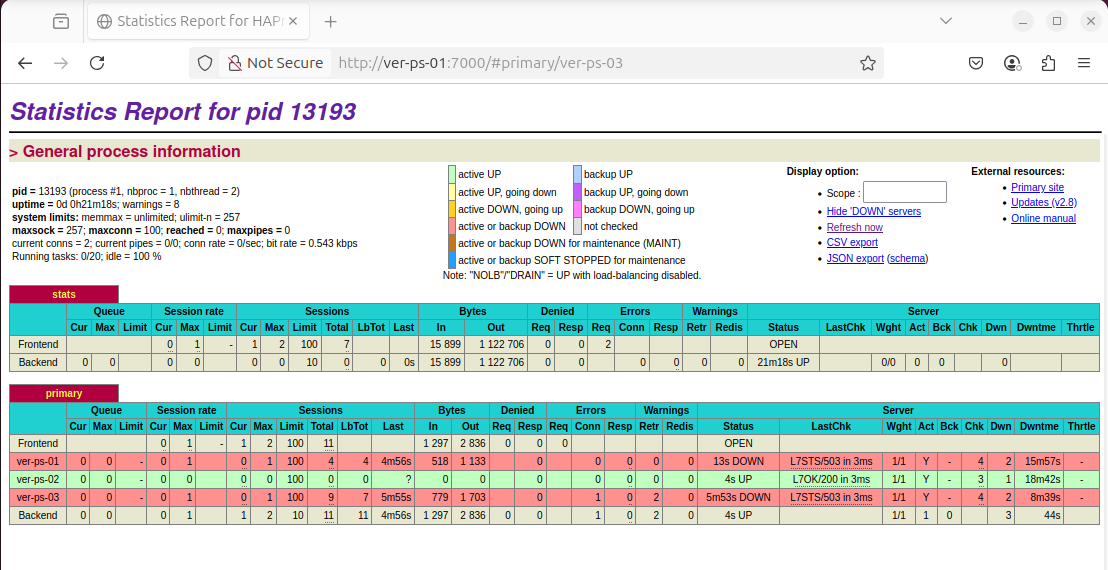 Statistics Report for HAPr
Not Secure http://ver-ps-01:7000/#primary/ver-ps-03
Statistics Report for pid 13193
> General process information
pid = 13193 (process #1, nbproc = 1, nbthread = 2)
uptime = 0d 0h21m18s; warnings = 8
system limits: memmax = unlimited; ulimit-n = 257
maxsock = 257; maxconn = 100; reached = 0; maxpipes = 0
current conns = 2; current pipes = 0/0; conn rate = 0/sec; bit rate = 0.543 kbps
Running tasks: 0/20; idle = 100 %
active UP backup UP
active UP, going down backup UP, going down
active DOWN, going up backup DOWN, going up
active or backup DOWN not checked
active or backup DOWN for maintenance (MAINT)
active or backup SOFT STOPPED for maintenance
Note: "NOLB"/"DRAIN" = UP with load-balancing disabled.
Display option:
• Scope :
• Hide 'DOWN' servers
• Refresh now
• CSV export
• JSON export (schema)
External resources:
• Primary site
• Updates (v2.8)
• Online manual
stats
Queue Session rate Sessions Bytes Denied Errors Warnings Server
Cur Max Limit Cur Max Limit Cur Max Limit Total LbTot Last In Out Req Resp Req Conn Resp Retr Redis Status LastChk Wght Act Bck Chk Dwn Dwntme Thrtle
Frontend 0 1 - 1 2 100 7 15 899 1 122 706 0 0 2 OPEN
Backend 0 0 0 0 0 0 10 0 0 0s 15 899 1 122 706 0 0 0 0 0 0 21m18s UP 0/0 0 0 0
primary
Queue Session rate Sessions Bytes Denied Errors Warnings Server
Cur Max Limit Cur Max Limit Cur Max Limit Total LbTot Last In Out Req Resp Req Conn Resp Retr Redis Status LastChk Wght Act Bck Chk Dwn Dwntme Thrtle
Frontend 0 1 - 1 2 100 11 1 297 2 836 0 0 0 OPEN
ver-ps-01 0 0 - 0 1 0 1 100 4 4 4m56s 518 1 133 0 0 0 0 0 13s DOWN L7STS/503 in 3ms 1/1 Y - 4 2 15m57s -
ver-ps-02 0 0 - 0 0 0 0 100 0 0 ? 0 0 0 0 0 0 0 4s UP L7OK/200 in 3ms 1/1 Y - 3 1 18m42s -
ver-ps-03 0 0 - 0 1 0 1 100 9 7 5m55s 779 1 703 0 1 0 2 0 5m53s DOWN L7STS/503 in 3ms 1/1 Y - 4 2 8m39s -
Backend 0 0 0 1 1 2 10 11 11 4m56s 1 297 2 836 0 0 1 0 2 0 4s UP 1/1 1 0 3 44s